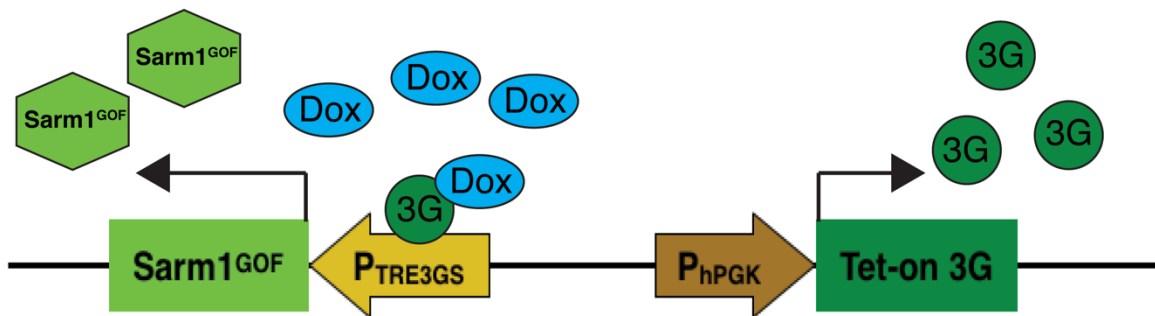 Sarm1GOF
Sarm1GOF
Dox
Dox
Dox
Dox
3G
3G
3G
3G
Sarm1GOF
PTRE3GS
PhPGK
Tet-on 3G